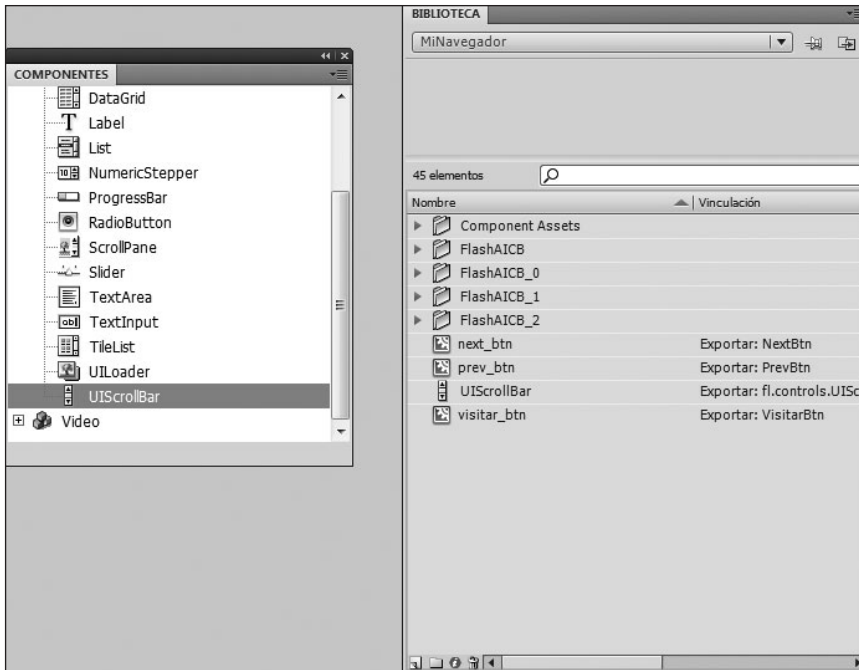 COMPONENTES
DataGrid
Label
List
NumericStepper
ProgressBar
RadioButton
ScrollPane
Slider
TextArea
TextInput
TileList
UILoader
UIScrollBar
Video
BIBLIOTECA
MiNavegador
45 elementos
Nombre Vinculación
Component Assets
FlashAICB
FlashAICB_0
FlashAICB_1
FlashAICB_2
next_btn Exportar: NextBtn
prev_btn Exportar: PrevBtn
UIScrollBar Exportar: fl.controls.UISc
visitar_btn Exportar: VisitarBtn